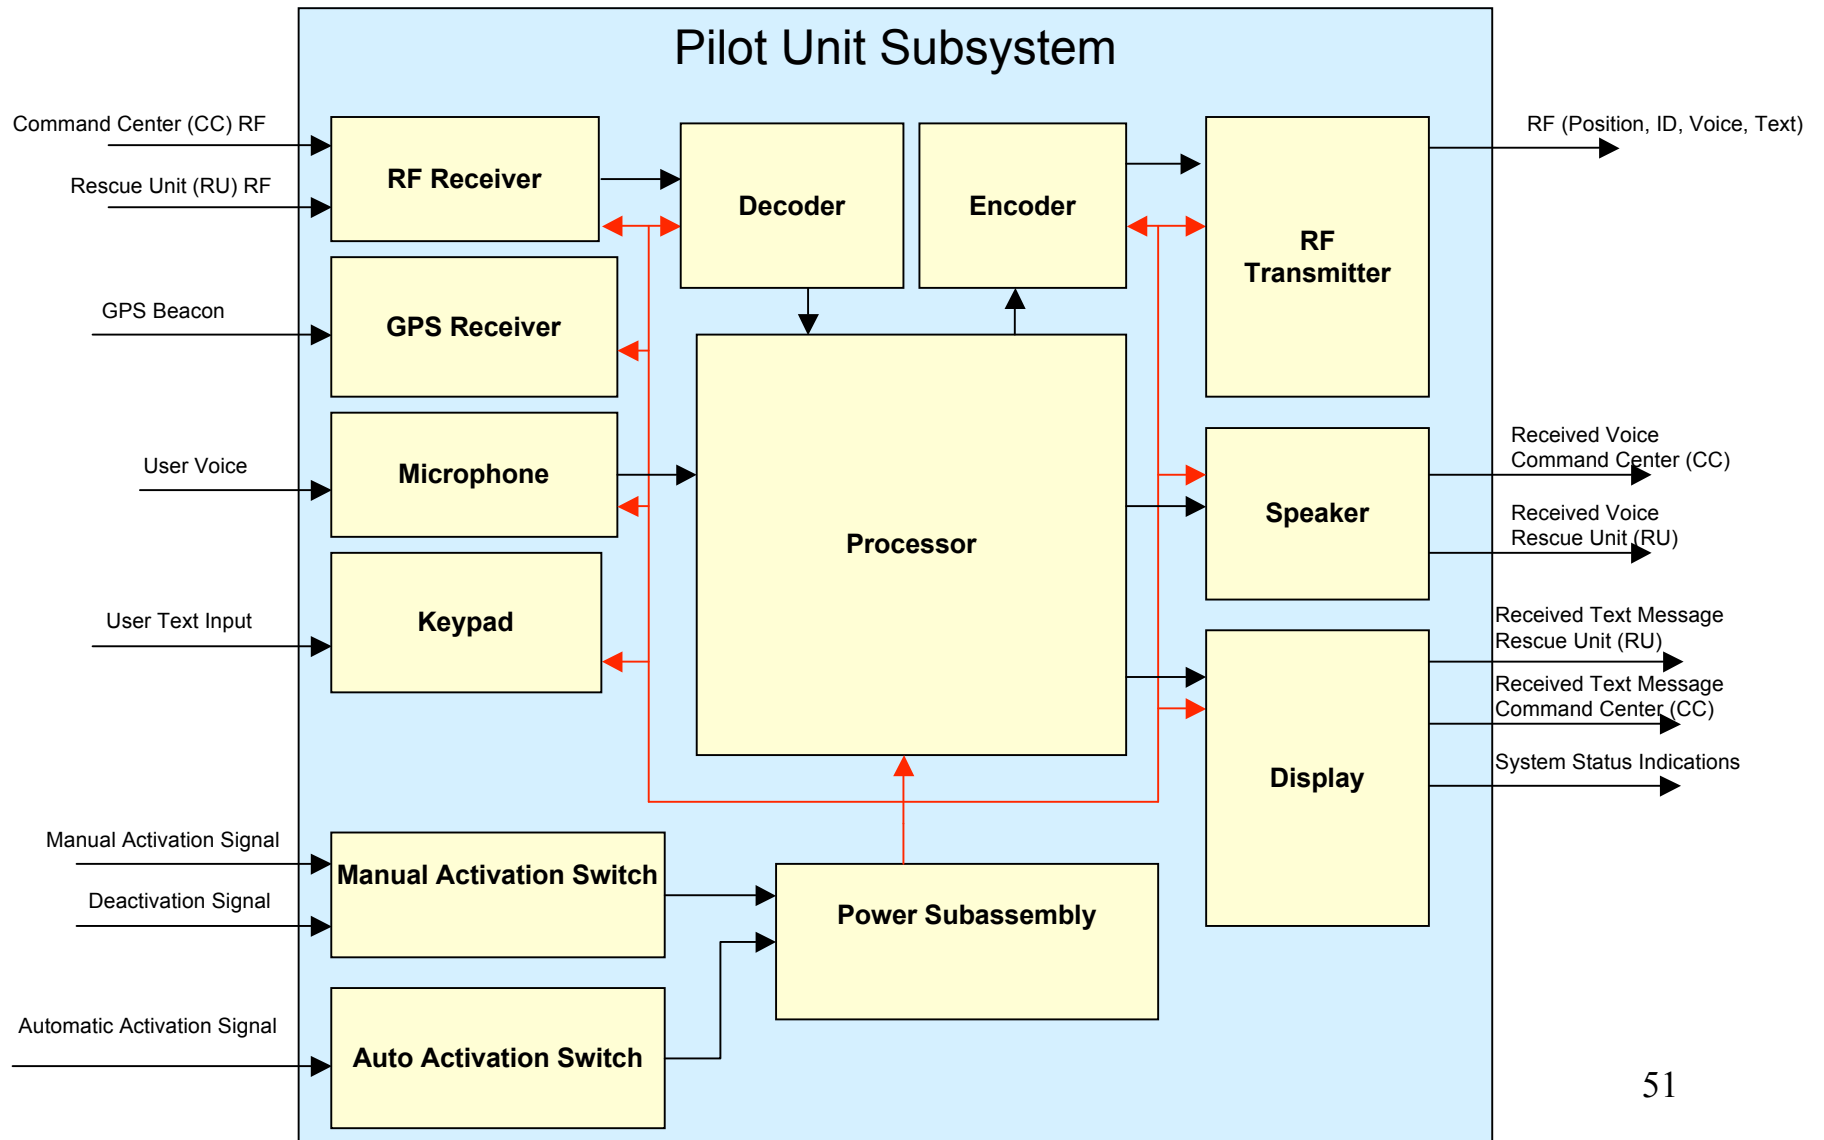 Pilot Unit Subsystem
Command Center (CC) RF
Rescue Unit (RU) RF
GPS Beacon
User Voice
User Text Input
Manual Activation Signal
Deactivation Signal
Automatic Activation Signal
RF Receiver
GPS Receiver
Microphone
Keypad
Manual Activation Switch
Auto Activation Switch
Decoder
Encoder
Processor
Power Subassembly
RF
Transmitter
Speaker
Display
RF (Position, ID, Voice, Text)
Received Voice
Command Center (CC)
Received Voice
Rescue Unit (RU)
Received Text Message
Rescue Unit (RU)
Received Text Message
Command Center (CC)
System Status Indications
51